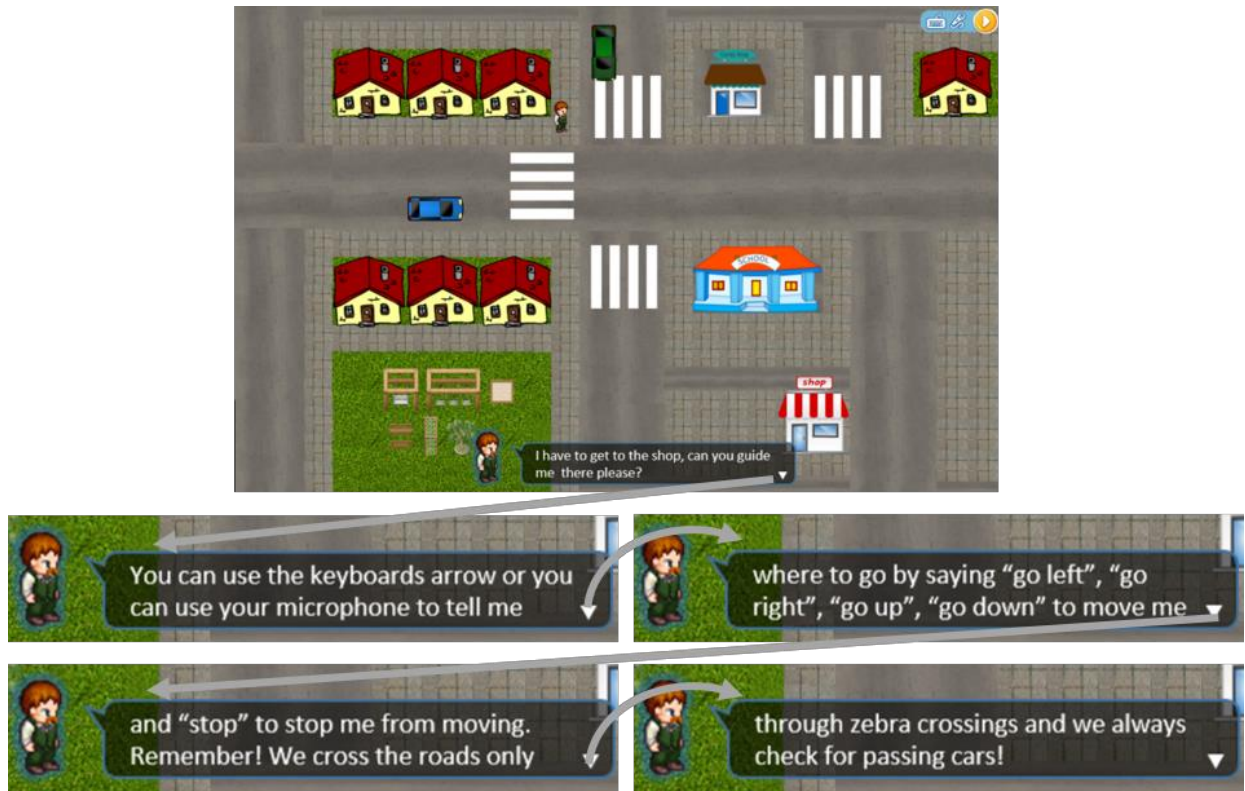 SCHOOL
shop
I have to get to the shop, can you guide
me there please?
You can use the keyboards arrow or you
can use your microphone to tell me
where to go by saying “go left”, “go
right”, “go up”, “go down” to move me
and “stop” to stop me from moving.
Remember! We cross the roads only
through zebra crossings and we always
check for passing cars!